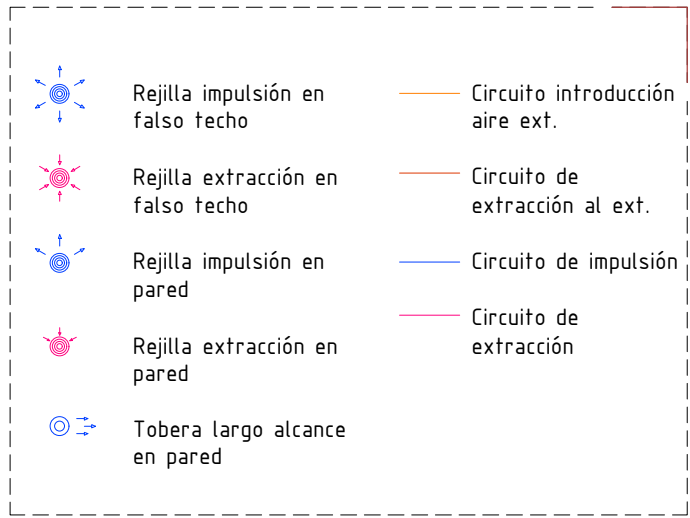 Rejilla impulsión en
falso techo
Rejilla extracción en
falso techo
Rejilla impulsión en
pared
Rejilla extracción en
pared
Tobera largo alcance
en pared
Circuito introducción
aire ext.
Circuito de
extracción al ext.
Circuito de impulsión
Circuito de
extracción